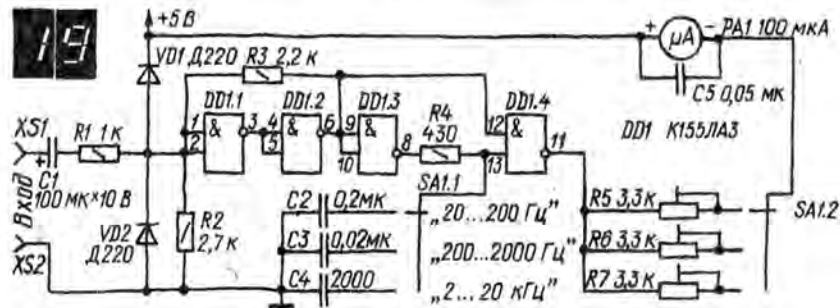 19
+5 В
VD1 Д220
R3 2,2 к
+ μA − PA1 100 мкА
C5 0,05 мк
XS1
R1 1 к
C1
100 мк×10 В
Вход
XS2
VD2
Д220
R2
2,7 к
DD1.1
&
1
2
3
DD1.2
&
4
5
6
DD1.3
&
9
10
8
R4
430
DD1.4
&
12
13
11
DD1 К155ЛА3
SA1.1
C2 0,2мк
„20...200 Гц”
C3 0,02мк
„200...2000 Гц”
C4 2000
„2...20 кГц”
R5 3,3 к
R6 3,3 к
R7 3,3 к
SA1.2